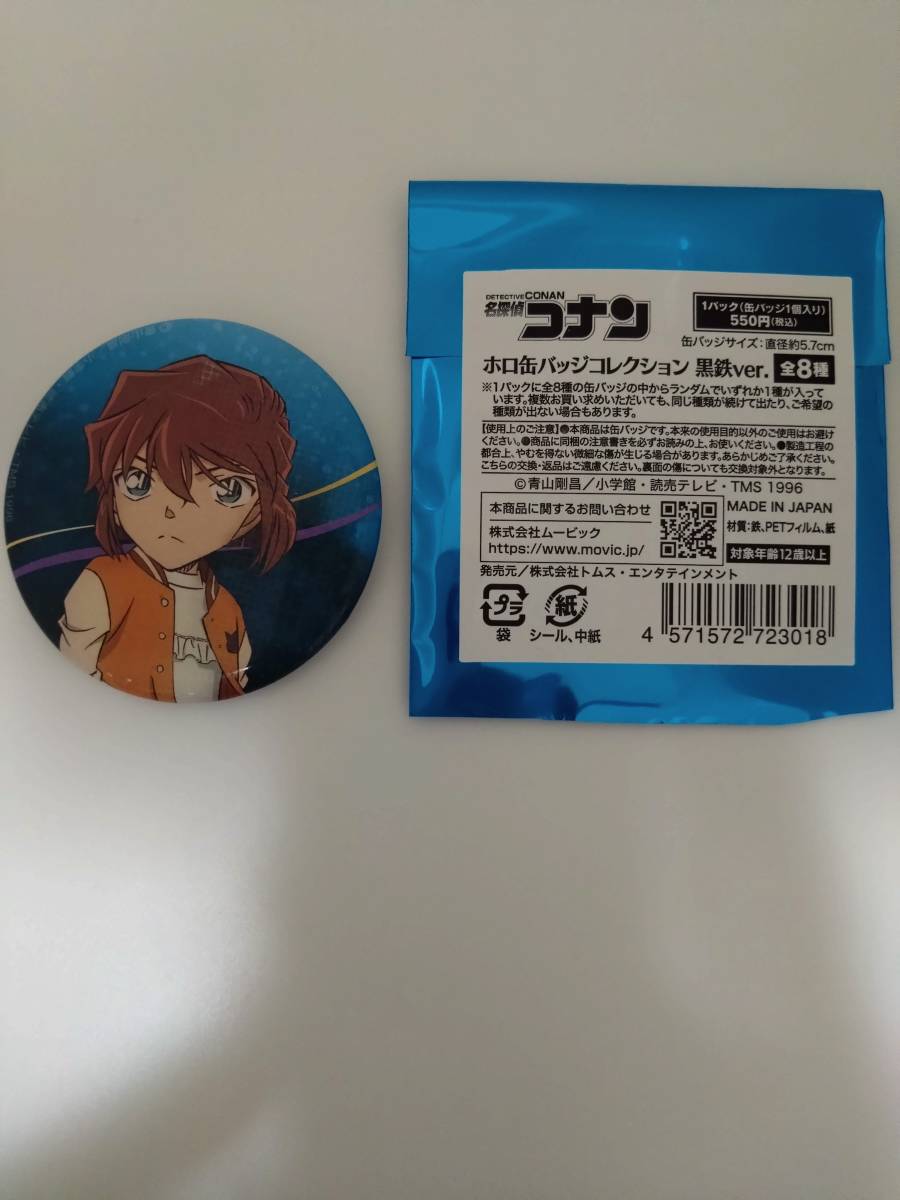 DETECTIVE CONAN
名探偵 コナン
1パック(缶バッジ1個入り)
550円(税込)
缶バッジサイズ:直径約5.7cm
ホロ缶バッジコレクション 黒鉄ver. 全8種
※1パックに全8種の缶バッジの中からランダムでいずれか1種が入って
います。複数お買い求めいただいても、同じ種類が続けて出たり、ご希望の
種類が出ない場合もあります。
【使用上のご注意】●本商品は缶バッジです。本来の使用目的以外のご使用はお避け
ください。●商品に同梱の注意書きを必ずお読みの上、お使いください。●製造工程の
都合上、やむを得ない微細な傷が生じる場合があります。あらかじめご了承ください。
こちらの交換・返品はご遠慮ください。裏面の傷についても交換対象外となります。
©青山剛昌/小学館・読売テレビ・TMS 1996
本商品に関するお問い合わせ
株式会社ムービック
https://www.movic.jp/
MADE IN JAPAN
材質:鉄、PETフィルム、紙
対象年齢12歳以上
発売元/株式会社トムス・エンタテインメント
プラ
袋
紙
シール、中紙
4 571572 723018